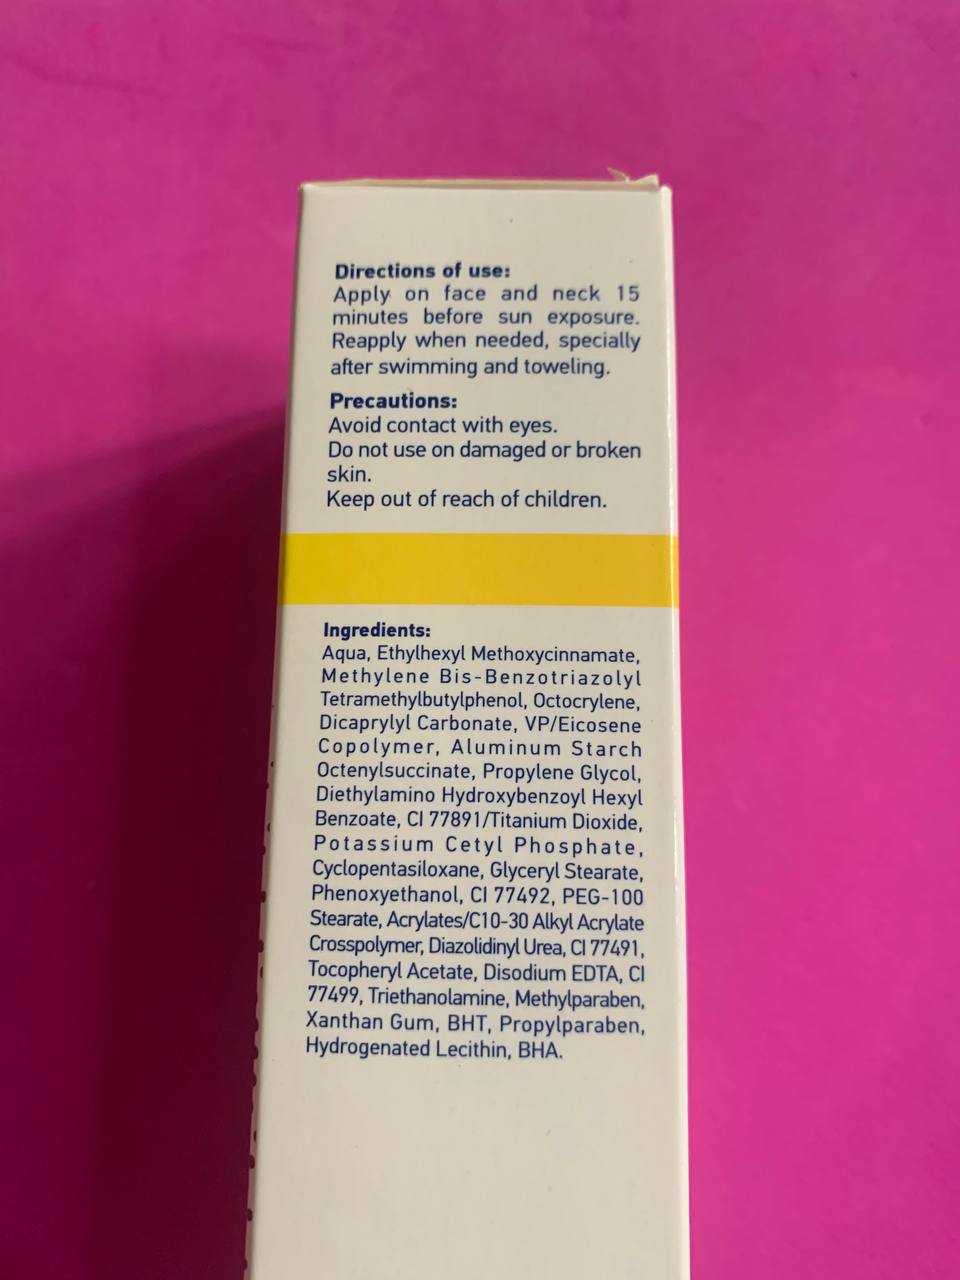 Directions of use:
Apply on face and neck 15
minutes before sun exposure.
Reapply when needed, specially
after swimming and toweling.
Precautions:
Avoid contact with eyes.
Do not use on damaged or broken
skin.
Keep out of reach of children.
Ingredients:
Aqua, Ethylhexyl Methoxycinnamate,
Methylene Bis-Benzotriazolyl
Tetramethylbutylphenol, Octocrylene,
Dicaprylyl Carbonate, VP/Eicosene
Copolymer, Aluminum Starch
Octenylsuccinate, Propylene Glycol,
Diethylamino Hydroxybenzoyl Hexyl
Benzoate, CI 77891/Titanium Dioxide,
Potassium Cetyl Phosphate,
Cyclopentasiloxane, Glyceryl Stearate,
Phenoxyethanol, CI 77492, PEG-100
Stearate, Acrylates/C10-30 Alkyl Acrylate
Crosspolymer, Diazolidinyl Urea, CI 77491,
Tocopheryl Acetate, Disodium EDTA, CI
77499, Triethanolamine, Methylparaben,
Xanthan Gum, BHT, Propylparaben,
Hydrogenated Lecithin, BHA.